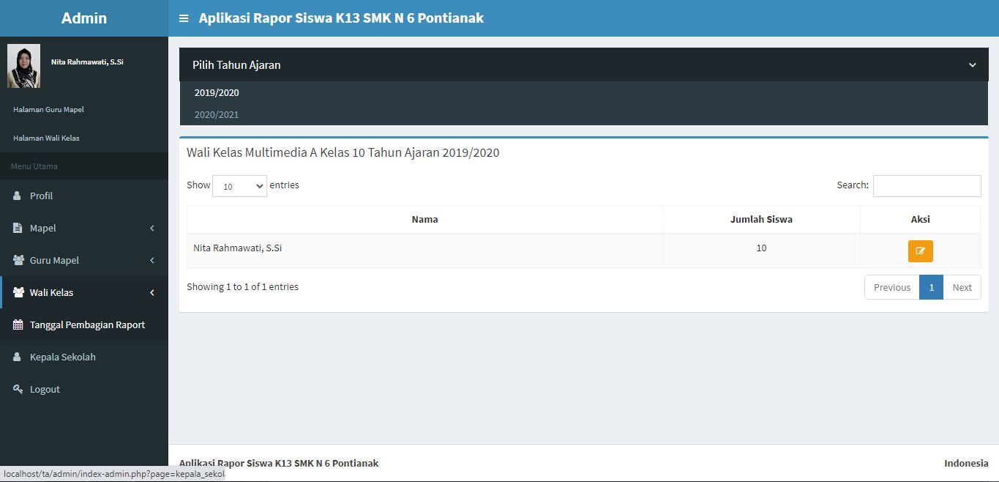 Admin
Aplikasi Rapor Siswa K13 SMK N 6 Pontianak
Nita Rahmawati, S.Si
Halaman Guru Mapel
Halaman Wali Kelas
Menu Utama
Profil
Mapel
Guru Mapel
Wali Kelas
Tanggal Pembagian Raport
Kepala Sekolah
Logout
Pilih Tahun Ajaran
2019/2020
2020/2021
Wali Kelas Multimedia A Kelas 10 Tahun Ajaran 2019/2020
Show 10 entries Search:
Nama Jumlah Siswa Aksi
Nita Rahmawati, S.Si 10
Showing 1 to 1 of 1 entries Previous 1 Next
Aplikasi Rapor Siswa K13 SMK N 6 Pontianak Indonesia
localhost/ta/admin/index-admin.php?page=kepala_sekol